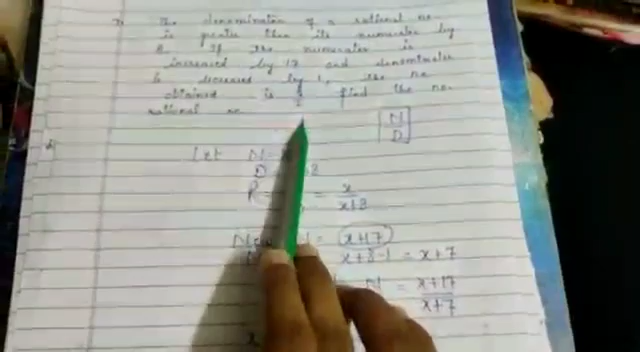 The denominator of a rational no.
is greater than its numerator by
8. If the numerator is
increased by 17 and denominator
is decreased by 1, the no.
obtained is find the
rational no.
N
D
Let N =
D
R = = x
x+8
= x+17
x+8-1 = x+7
N = x+17
x+7
x